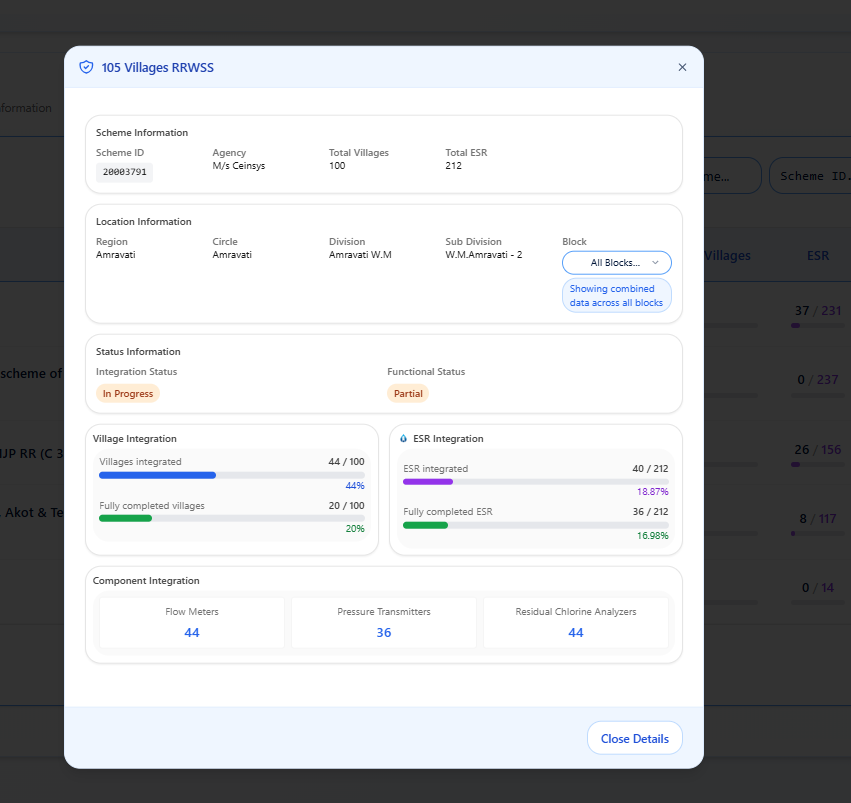 105 Villages RRWSS
Scheme Information
Scheme ID
20003791
Agency
M/s Ceinsys
Total Villages
100
Total ESR
212
Location Information
Region
Amravati
Circle
Amravati
Division
Amravati W.M
Sub Division
W.M.Amravati - 2
Block
All Blocks...
Showing combined
data across all blocks
Status Information
Integration Status
In Progress
Functional Status
Partial
Village Integration
Villages integrated
44 / 100
44%
Fully completed villages
20 / 100
20%
ESR Integration
ESR integrated
40 / 212
18.87%
Fully completed ESR
36 / 212
16.98%
Component Integration
Flow Meters
44
Pressure Transmitters
36
Residual Chlorine Analyzers
44
Close Details
Scheme ID.
Villages
ESR
37 / 231
scheme of
0 / 237
26 / 156
Akot & Te
8 / 117
0 / 14